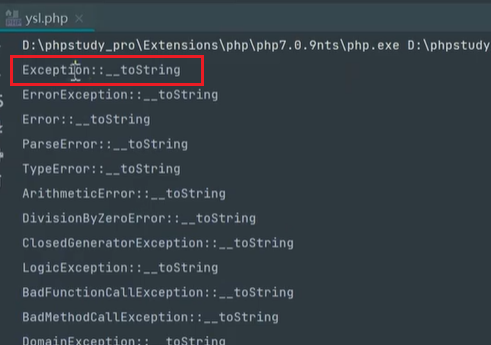 ysl.php
D:\phpstudy_pro\Extensions\php\php7.0.9nts\php.exe D:\phpstudy
Exception::__toString
ErrorException::__toString
Error::__toString
ParseError::__toString
TypeError::__toString
ArithmeticError::__toString
DivisionByZeroError::__toString
ClosedGeneratorException::__toString
LogicException::__toString
BadFunctionCallException::__toString
BadMethodCallException::__toString
DomainException::__toString